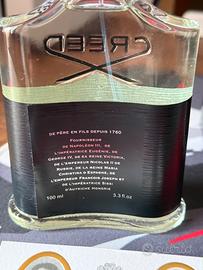 CREED
DE PÈRE EN FILS DEPUIS 1760
FOURNISSEUR
DE NAPOLÉON III, DE
L'IMPÉRATRICE EUGÉNIE, DE
GEORGE IV, DE LA REINE VICTORIA,
DE L'EMPEREUR NICOLAS II DE
RUSSIE, DE LA REINE MARIA
CHRISTINA D'ESPAGNE, DE
L'EMPEREUR FRANCOIS JOSEPH ET
DE L'IMPÉRATRICE SISSI
D'AUTRICHE HONGRIE
100 ml 3.3 fl.oz